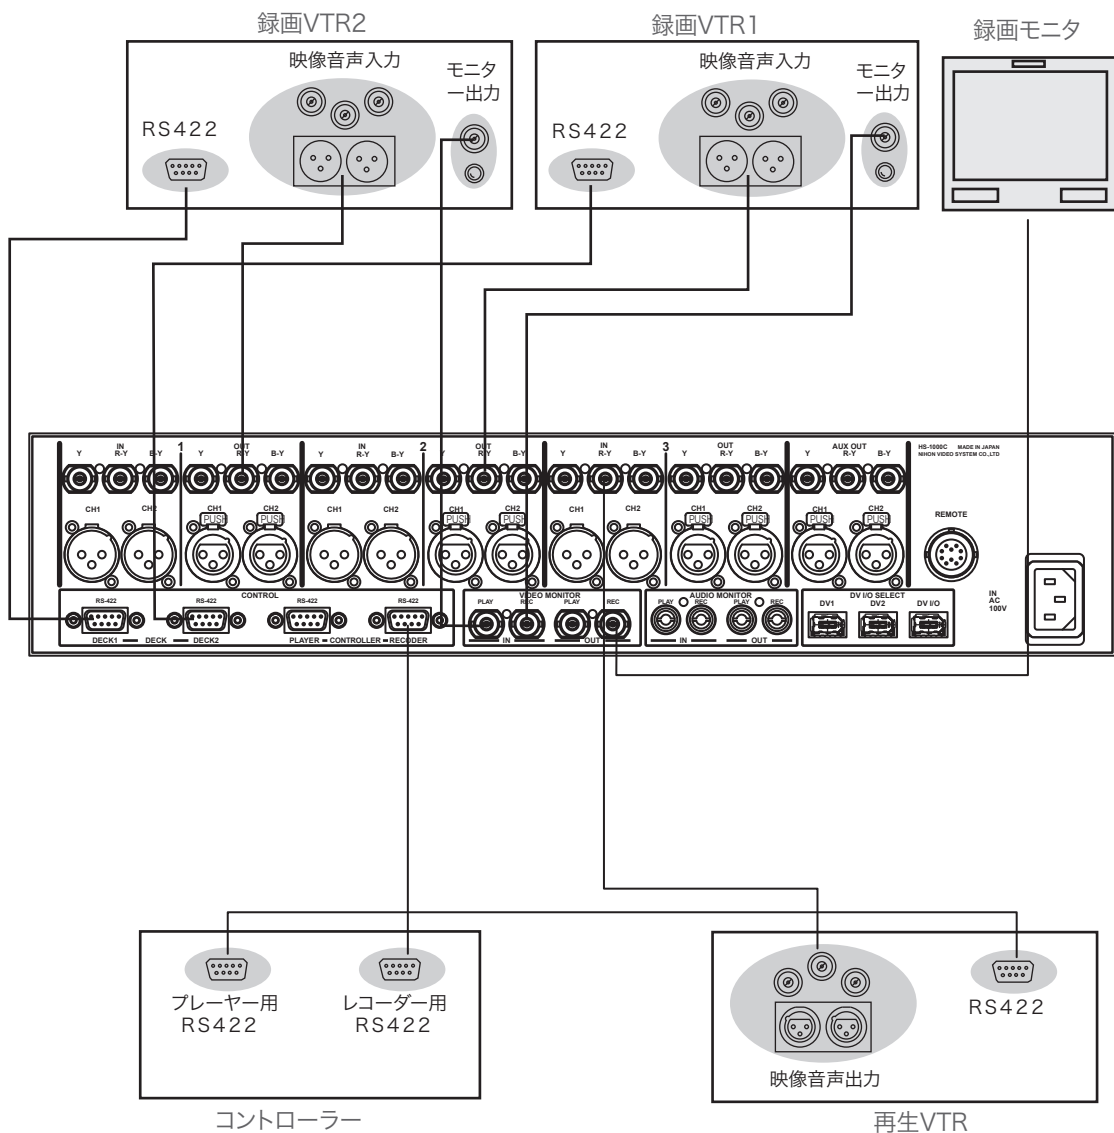 録画VTR2
録画VTR1
録画モニタ
映像音声入力
モニタ
ー出力
RS422
映像音声入力
モニタ
ー出力
RS422
1
2
3
IN
Y R-Y B-Y
OUT
Y R-Y B-Y
IN
Y R-Y B-Y
OUT
Y R-Y B-Y
IN
Y R-Y B-Y
OUT
Y R-Y B-Y
AUX OUT
Y R-Y B-Y
HS-1000C MADE IN JAPAN
NIHON VIDEO SYSTEM CO.,LTD
CH1 CH2 CH1 CH2 CH1 CH2 CH1 CH2 CH1 CH2 CH1 CH2 CH1 CH2
PUSH PUSH PUSH PUSH PUSH PUSH PUSH PUSH
REMOTE
IN
AC
100V
CONTROL
RS-422 RS-422 RS-422 RS-422
DECK1 DECK DECK2 PLAYER CONTROLLER RECODER
VIDEO MONITOR
PLAY REC PLAY REC
IN OUT
AUDIO MONITOR
PLAY REC PLAY REC
IN OUT
DV I/O SELECT
DV1 DV2 DV I/O
プレーヤー用
RS422
レコーダー用
RS422
RS422
映像音声出力
コントローラー
再生VTR